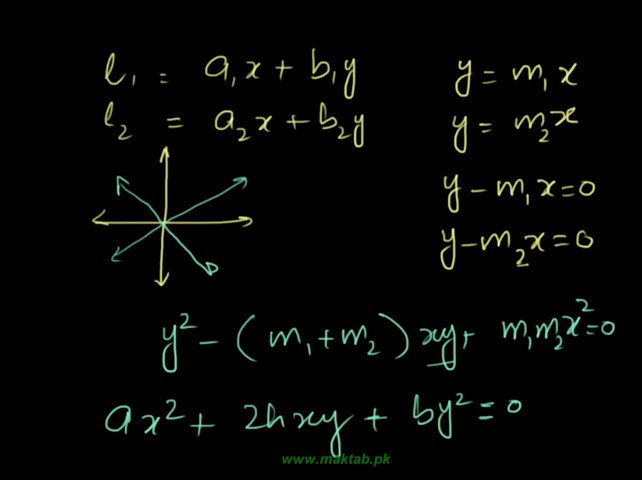 l₁ = a₁x + b₁y
y = m₁x
l₂ = a₂x + b₂y
y = m₂x
y − m₁x = 0
y − m₂x = 0
y² − (m₁ + m₂) xy + m₁m₂x² = 0
ax² + 2hxy + by² = 0
www.maktab.pk